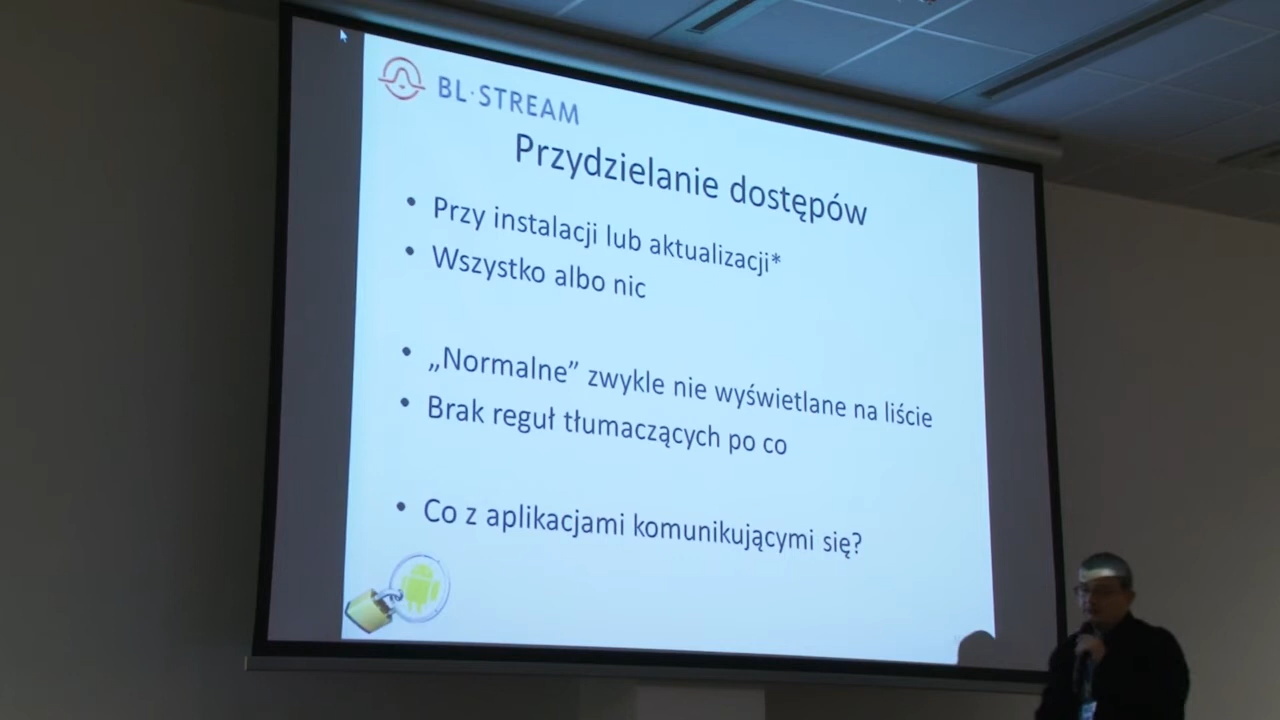 BL·STREAM
Przydzielanie dostępów
• Przy instalacji lub aktualizacji*
• Wszystko albo nic
• „Normalne” zwykle nie wyświetlane na liście
• Brak reguł tłumaczących po co
• Co z aplikacjami komunikującymi się?